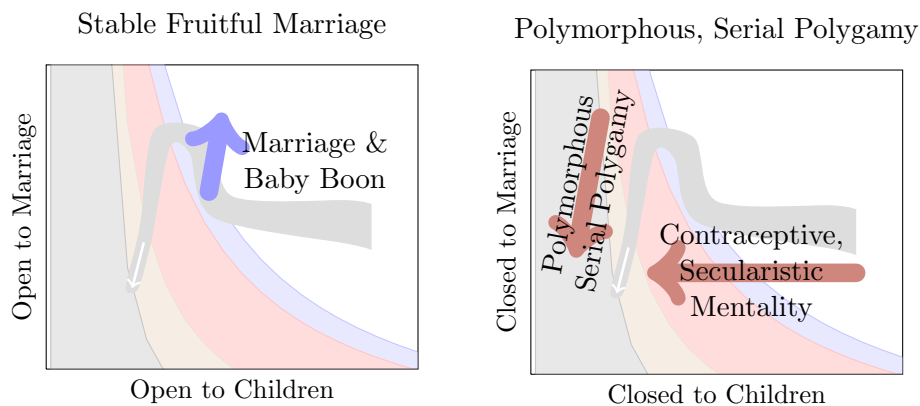 Stable Fruitful Marriage
Open to Marriage
Marriage &
Baby Boon
Open to Children
Polymorphous, Serial Polygamy
Closed to Marriage
Polymorphous
Serial Polygamy
Contraceptive,
Secularistic
Mentality
Closed to Children